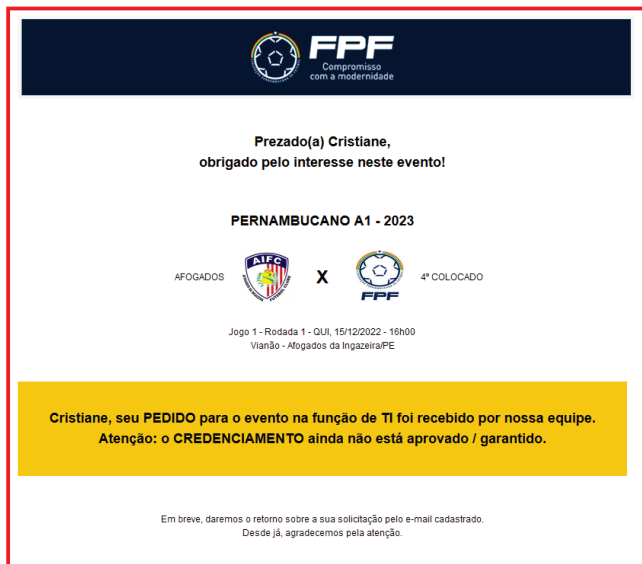 FPF
Compromisso
com a modernidade
Prezado(a) Cristiane,
obrigado pelo interesse neste evento!
PERNAMBUCANO A1 - 2023
AFOGADOS
AIFC
X
FPF
4º COLOCADO
Jogo 1 - Rodada 1 - QUI, 15/12/2022 - 16h00
Vianão - Afogados da Ingazeira/PE
Cristiane, seu PEDIDO para o evento na função de TI foi recebido por nossa equipe.
Atenção: o CREDENCIAMENTO ainda não está aprovado / garantido.
Em breve, daremos o retorno sobre a sua solicitação pelo e-mail cadastrado.
Desde já, agradecemos pela atenção.